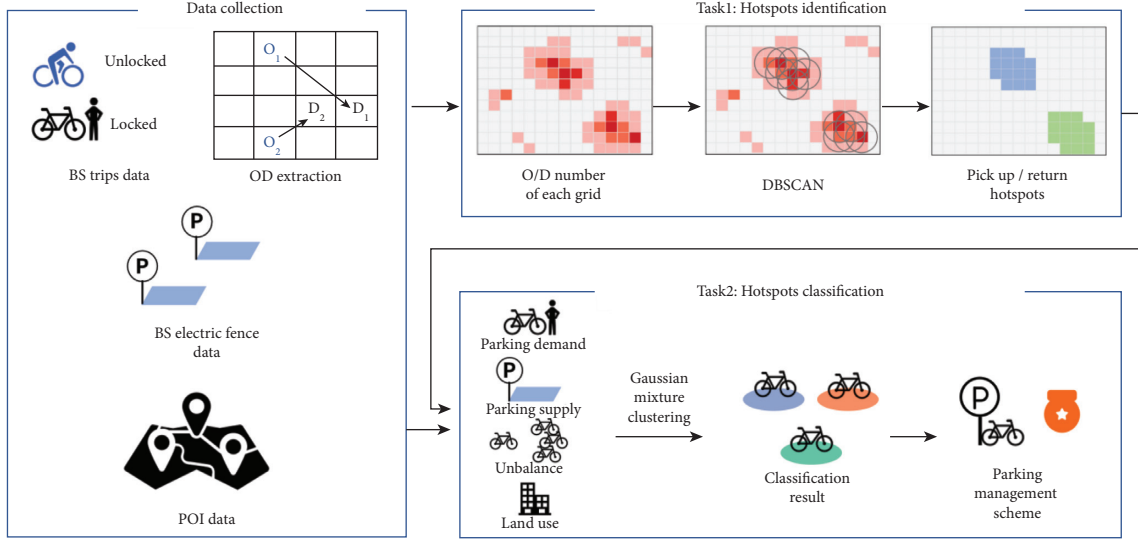 Data collection
Unlocked
Locked
BS trips data
O1
D2
D1
O2
OD extraction
P
P
BS electric fence
data
POI data
Task1: Hotspots identification
O/D number
of each grid
DBSCAN
Pick up / return
hotspots
Task2: Hotspots classification
Parking demand
P
Parking supply
Unbalance
Land use
Gaussian
mixture
clustering
Classification
result
P
Parking
management
scheme